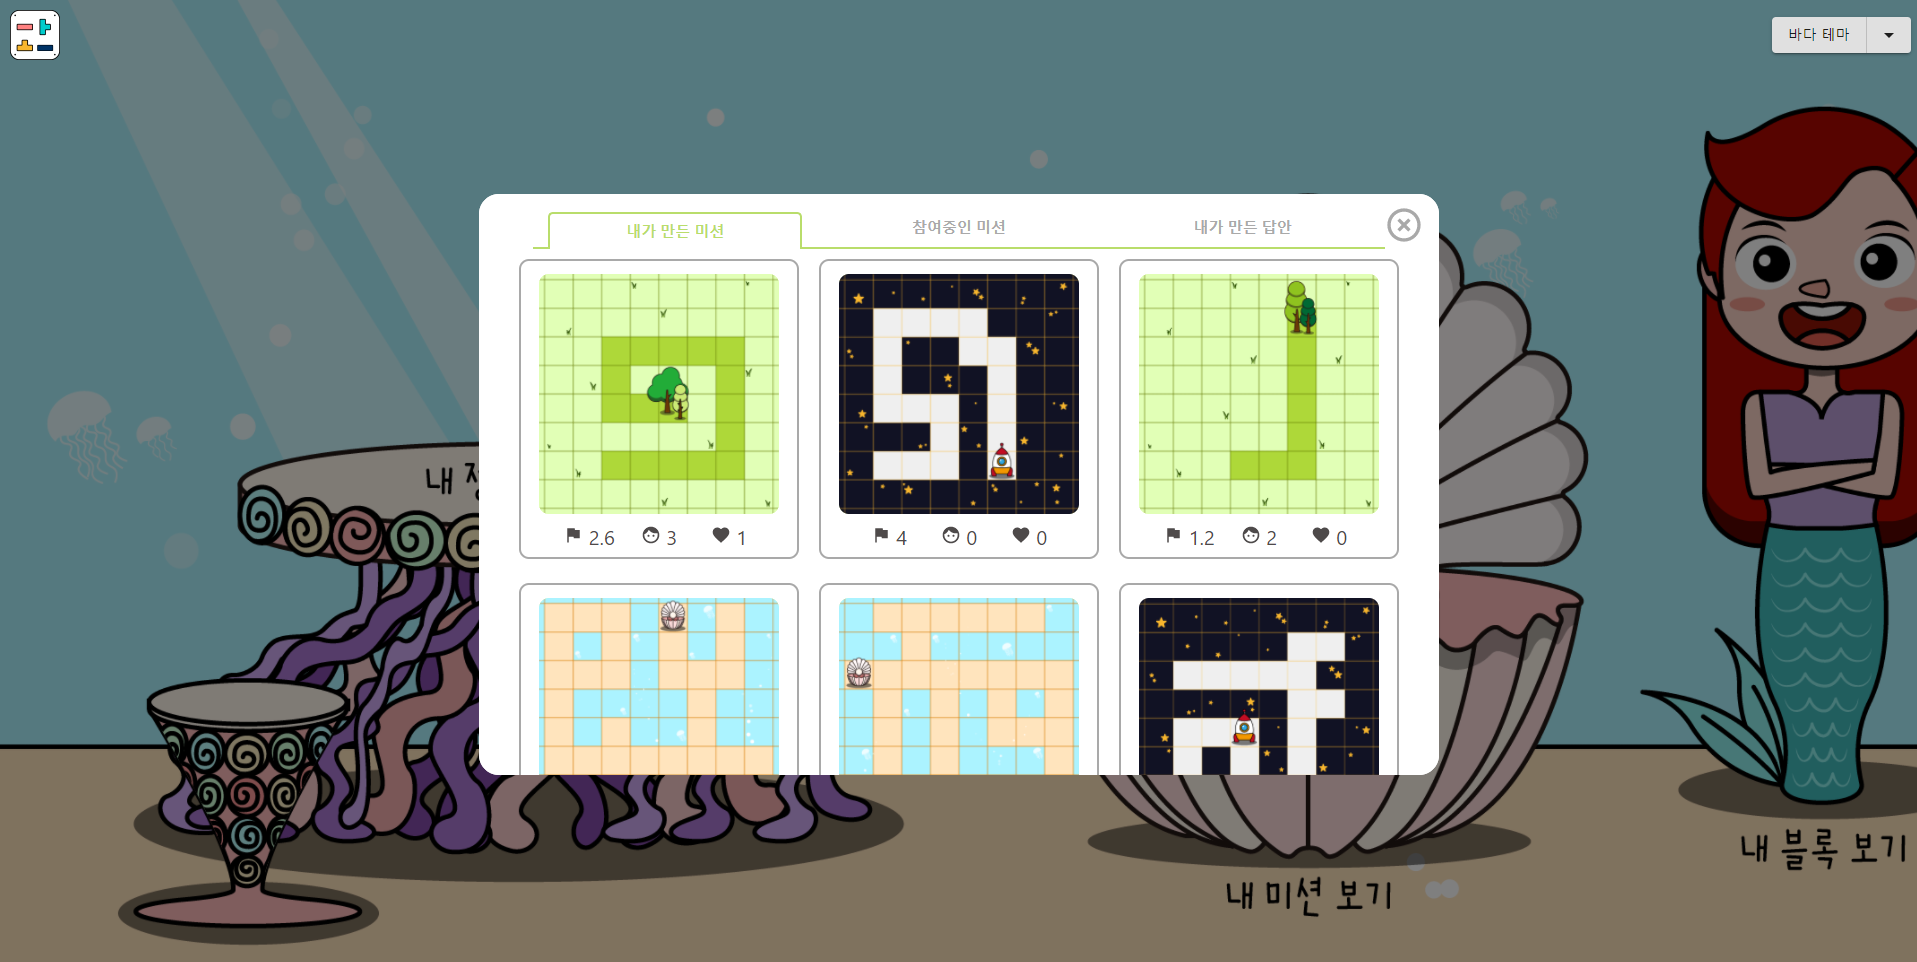 바다 테마
내가 만든 미션
참여중인 미션
내가 만든 답안
2.6
3
1
4
0
0
1.2
2
0
내
내 블록 보기
내 미션 보기